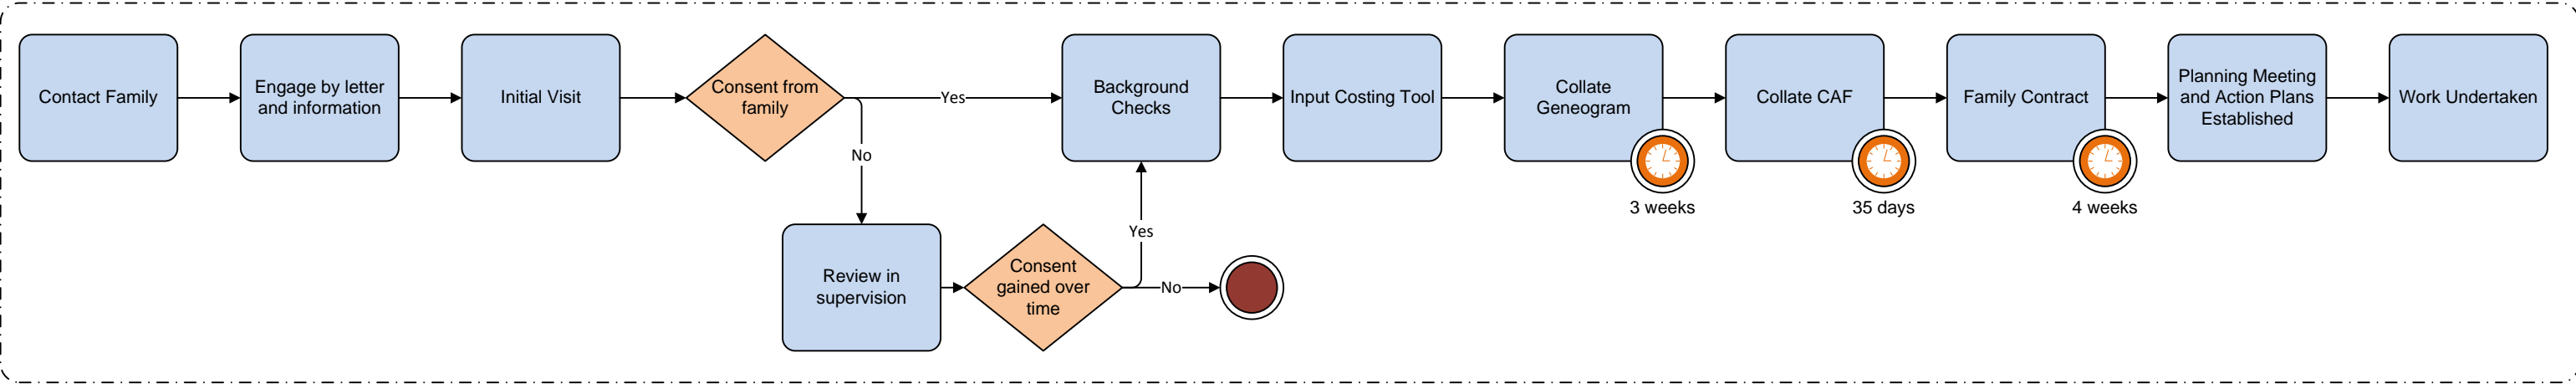 Contact Family
Engage by letter
and information
Initial Visit
Consent from
family
Yes
Background
Checks
Input Costing Tool
Collate
Geneogram
Collate CAF
Family Contract
Planning Meeting
and Action Plans
Established
Work Undertaken
No
3 weeks
35 days
4 weeks
Review in
supervision
Consent
gained over
time
Yes
No